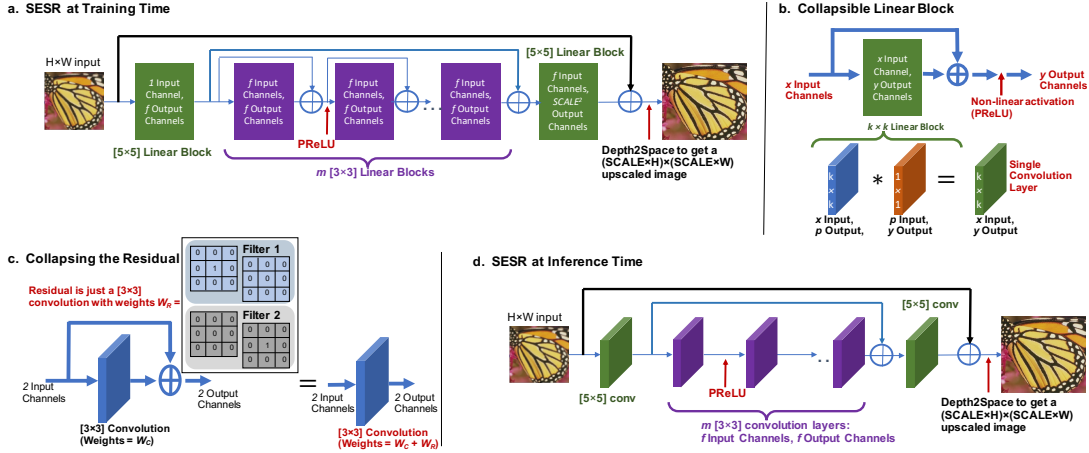 a. SESR at Training Time
H×W input
1 Input
Channel,
f Output
Channels
[5×5] Linear Block
f Input
Channels,
f Output
Channels
PReLU
f Input
Channels,
f Output
Channels
. . .
f Input
Channels,
f Output
Channels
m [3×3] Linear Blocks
[5×5] Linear Block
f Input
Channels,
SCALE²
Output
Channels
Depth2Space to get a
(SCALE×H)×(SCALE×W)
upscaled image
b. Collapsible Linear Block
x Input
Channels
x Input
Channel,
y Output
Channels
y Output
Channels
Non-linear activation
(PReLU)
k × k Linear Block
k × k
*
1 × 1
=
k × k
Single
Convolution
Layer
x Input,
p Output,
p Input,
y Output
x Input,
y Output
c. Collapsing the Residual
Residual is just a [3×3]
convolution with weights W_R =
Filter 1
0 0 0
0 1 0
0 0 0
0 0 0
0 0 0
0 0 0
Filter 2
0 0 0
0 0 0
0 0 0
0 0 0
0 1 0
0 0 0
2 Input
Channels
2 Output
Channels
[3×3] Convolution
(Weights = W_C)
=
2 Input
Channels
2 Output
Channels
[3×3] Convolution
(Weights = W_C + W_R)
d. SESR at Inference Time
H×W input
[5×5] conv
PReLU
. .
m [3×3] convolution layers:
f Input Channels, f Output Channels
[5×5] conv
Depth2Space to get a
(SCALE×H)×(SCALE×W)
upscaled image